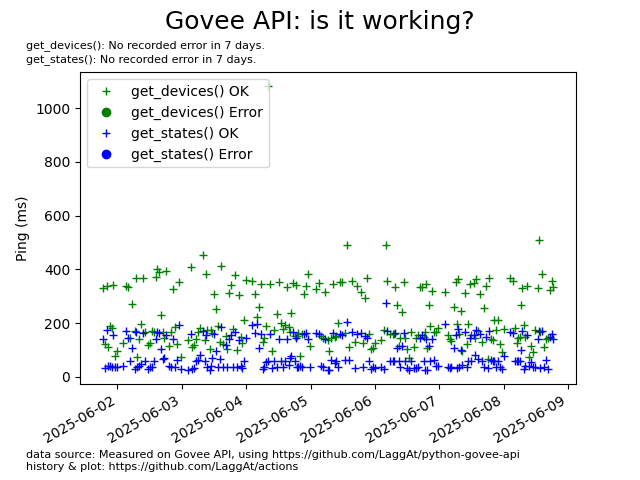 Govee API: is it working?
get_devices(): No recorded error in 7 days.
get_states(): No recorded error in 7 days.
get_devices() OK
get_devices() Error
get_states() OK
get_states() Error
Ping (ms)
1000
800
600
400
200
0
2025-06-02
2025-06-03
2025-06-04
2025-06-05
2025-06-06
2025-06-07
2025-06-08
2025-06-09
data source: Measured on Govee API, using https://github.com/LaggAt/python-govee-api
history & plot: https://github.com/LaggAt/actions